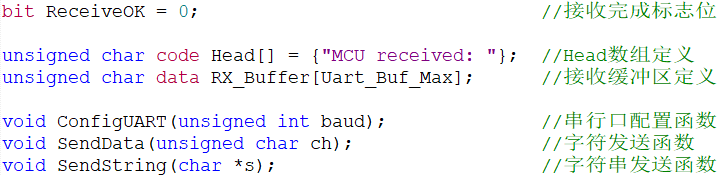 bit ReceiveOK = 0; //接收完成标志位
unsigned char code Head[] = {"MCU received: "}; //Head数组定义
unsigned char data RX_Buffer[Uart_Buf_Max]; //接收缓冲区定义
void ConfigUART(unsigned int baud); //串行口配置函数
void SendData(unsigned char ch); //字符发送函数
void SendString(char *s); //字符串发送函数